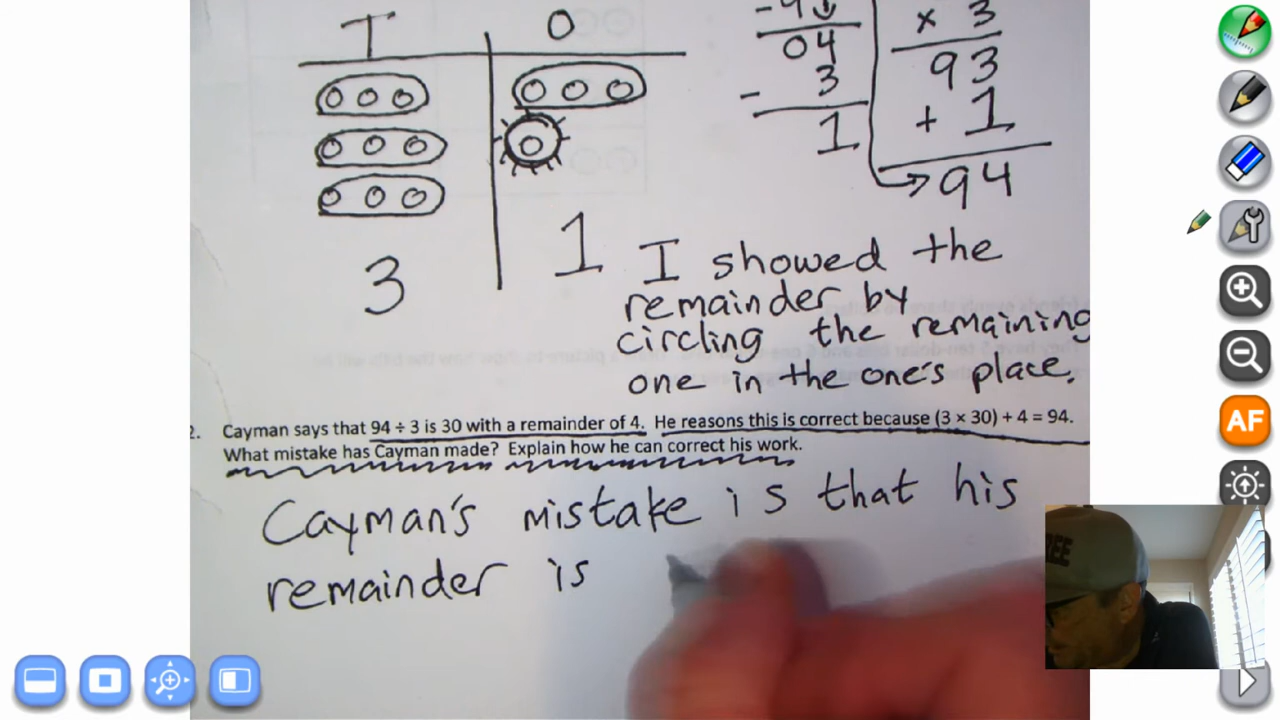 T
O
- 9
04
- 3
1
x 3
93
+ 1
94
3
1
I showed the
remainder by
circling the remaining
one in the one's place.
2. Cayman says that 94 ÷ 3 is 30 with a remainder of 4. He reasons this is correct because (3 × 30) + 4 = 94.
What mistake has Cayman made? Explain how he can correct his work.
Cayman's mistake is that his
remainder is
AF